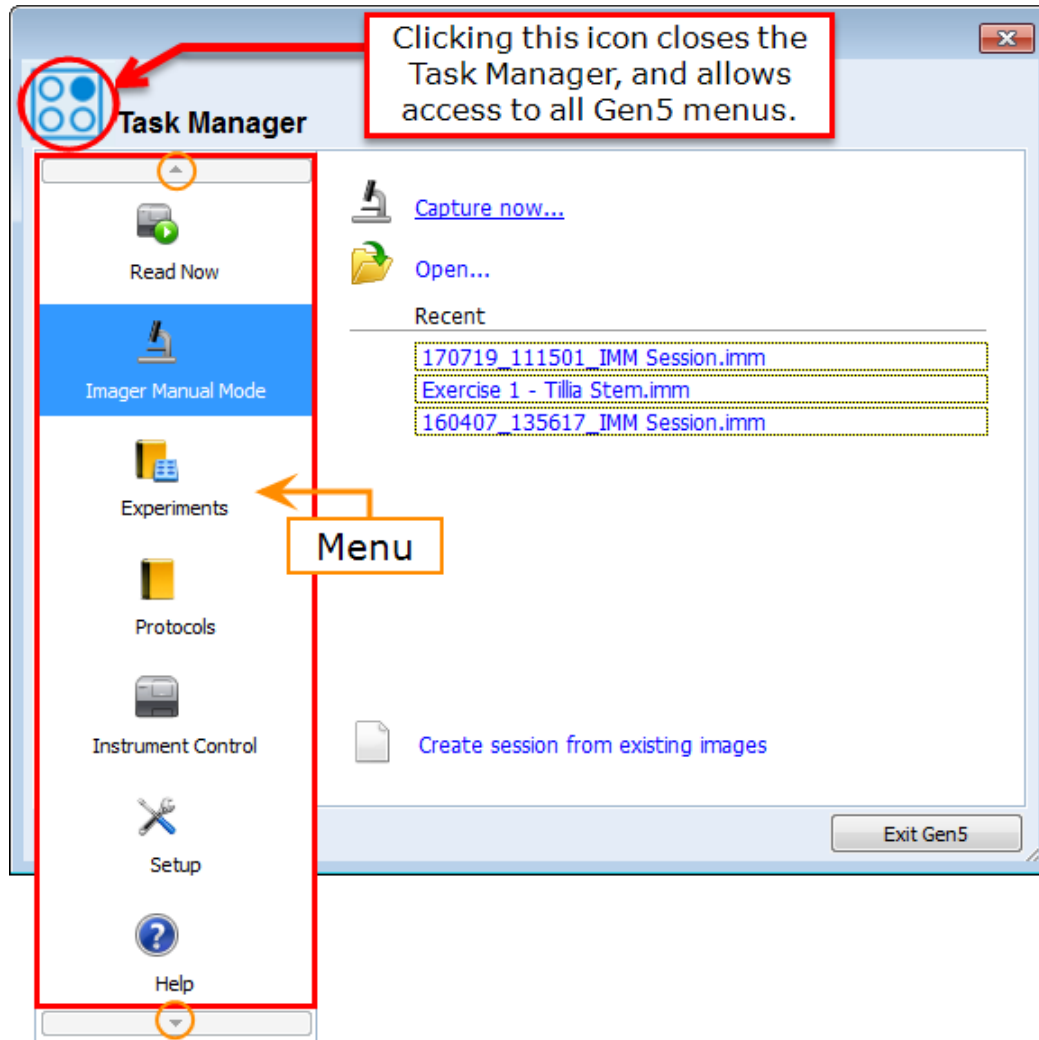 Clicking this icon closes the
Task Manager, and allows
access to all Gen5 menus.
Task Manager
Read Now
Imager Manual Mode
Experiments
Protocols
Instrument Control
Setup
Help
Menu
Capture now...
Open...
Recent
170719_111501_IMM Session.imm
Exercise 1 - Tillia Stem.imm
160407_135617_IMM Session.imm
Create session from existing images
Exit Gen5